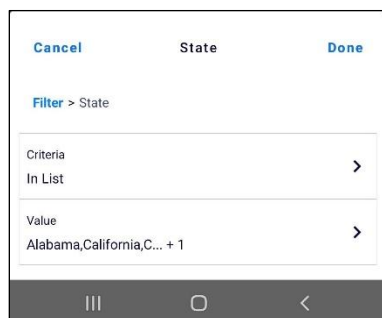 Cancel State Done
Filter > State
Criteria
In List
Value
Alabama,California,C... + 1